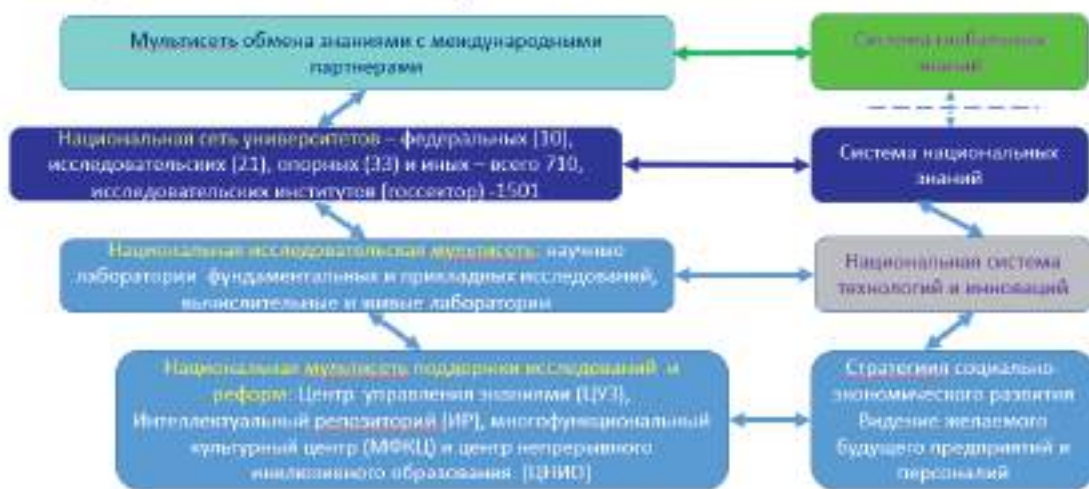 Мультисеть обмена знаниями с международными
партнерами
Система глобальных
знаний
Национальная сеть университетов – федеральных (10),
исследовательских (21), опорных (33) и иных – всего 710,
исследовательских институтов (госсектор) -1501
Система национальных
знаний
Национальная исследовательская мультисеть: научные
лаборатории фундаментальных и прикладных исследований,
вычислительные и живые лаборатории
Национальная система
технологий и инноваций
Национальная мультисеть поддержки исследований и
реформ: Центр управления знаниями (ЦУЗ),
Интеллектуальный репозиторий (ИР), многофункциональный
культурный центр (МФКЦ) и центр непрерывного
инклюзивного образования (ЦНИО)
Стратегия социально-
экономического развития
Видение желаемого
будущего предприятий и
персоналий